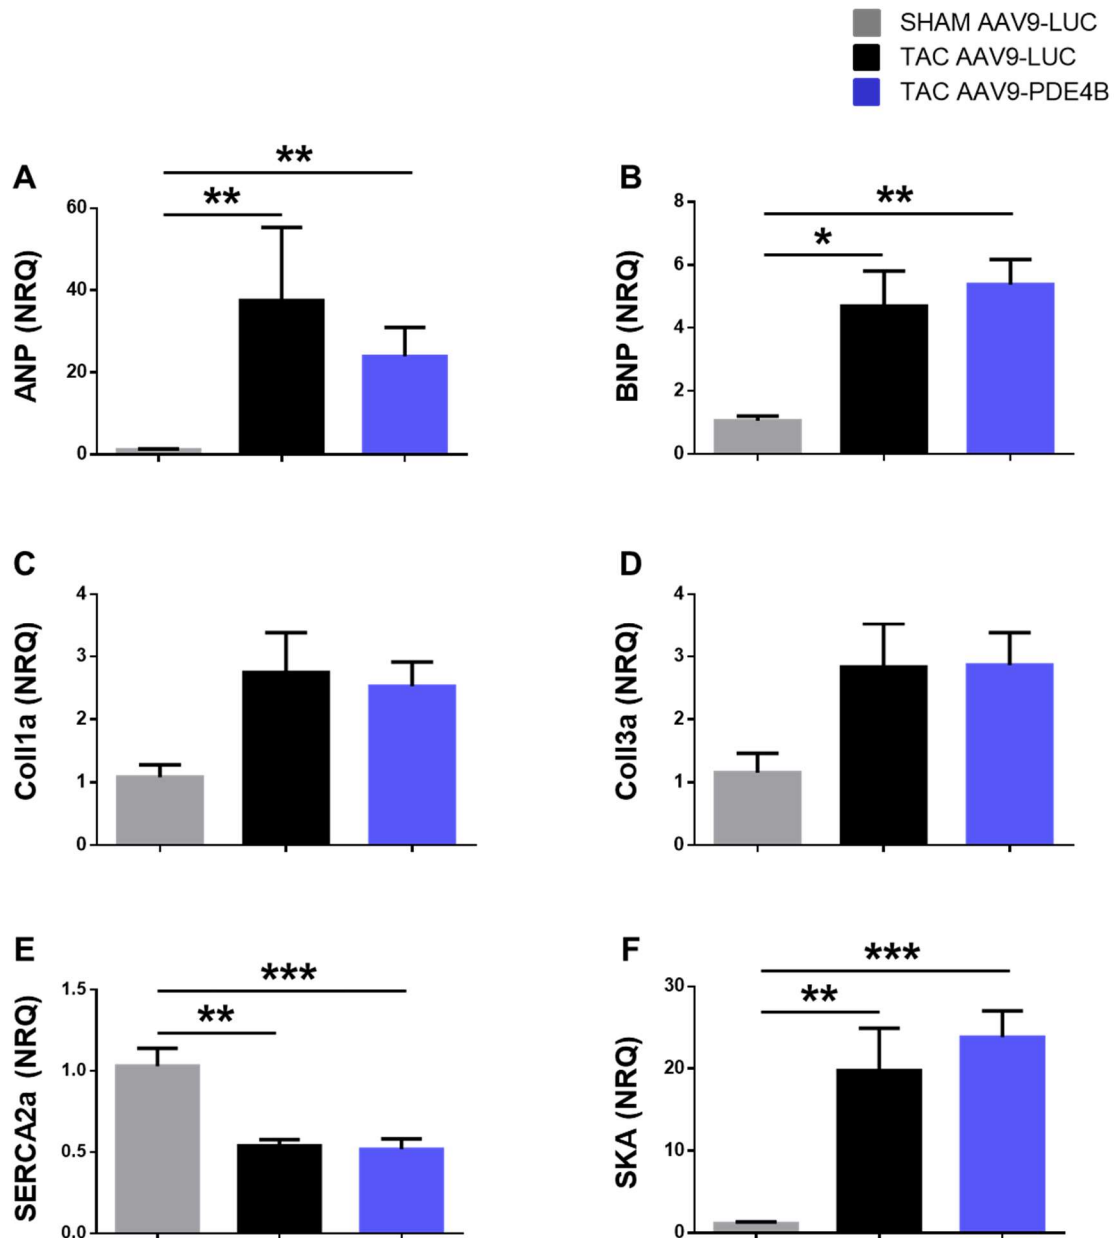 SHAM AAV9-LUC
TAC AAV9-LUC
TAC AAV9-PDE4B
A
**
**
ANP (NRQ)
60
40
20
0
B
**
*
BNP (NRQ)
8
6
4
2
0
C
Coll1a (NRQ)
4
3
2
1
0
D
Coll3a (NRQ)
4
3
2
1
0
E
***
**
SERCA2a (NRQ)
1.5
1.0
0.5
0.0
F
***
**
SKA (NRQ)
30
20
10
0